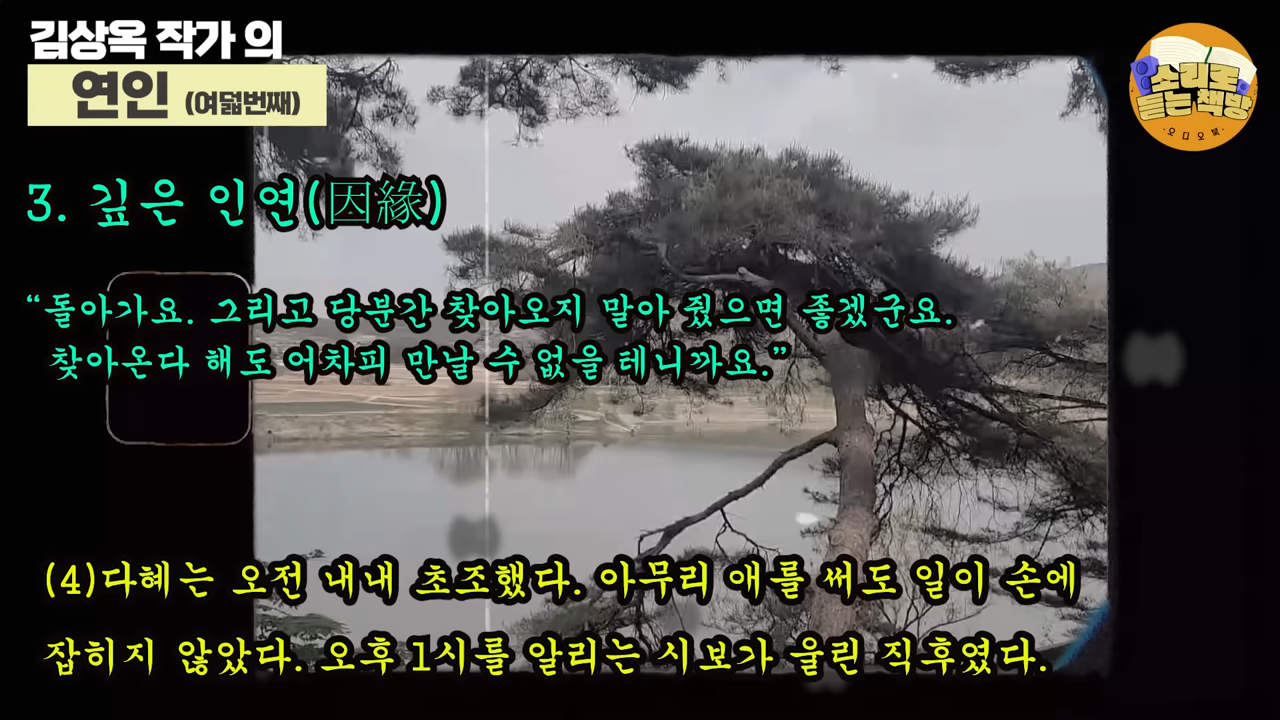 김상옥 작가 의
연인 (여덟번째)
소리로
듣는 책방
·오디오북·
3. 깊은 인연(因緣)
“돌아가요. 그리고 당분간 찾아오지 말아 줬으면 좋겠군요.
찾아온다 해도 어차피 만날 수 없을 테니까요.”
(4)다혜는 오전 내내 초조했다. 아무리 애를 써도 일이 손에
잡히지 않았다. 오후 1시를 알리는 시보가 울린 직후였다.